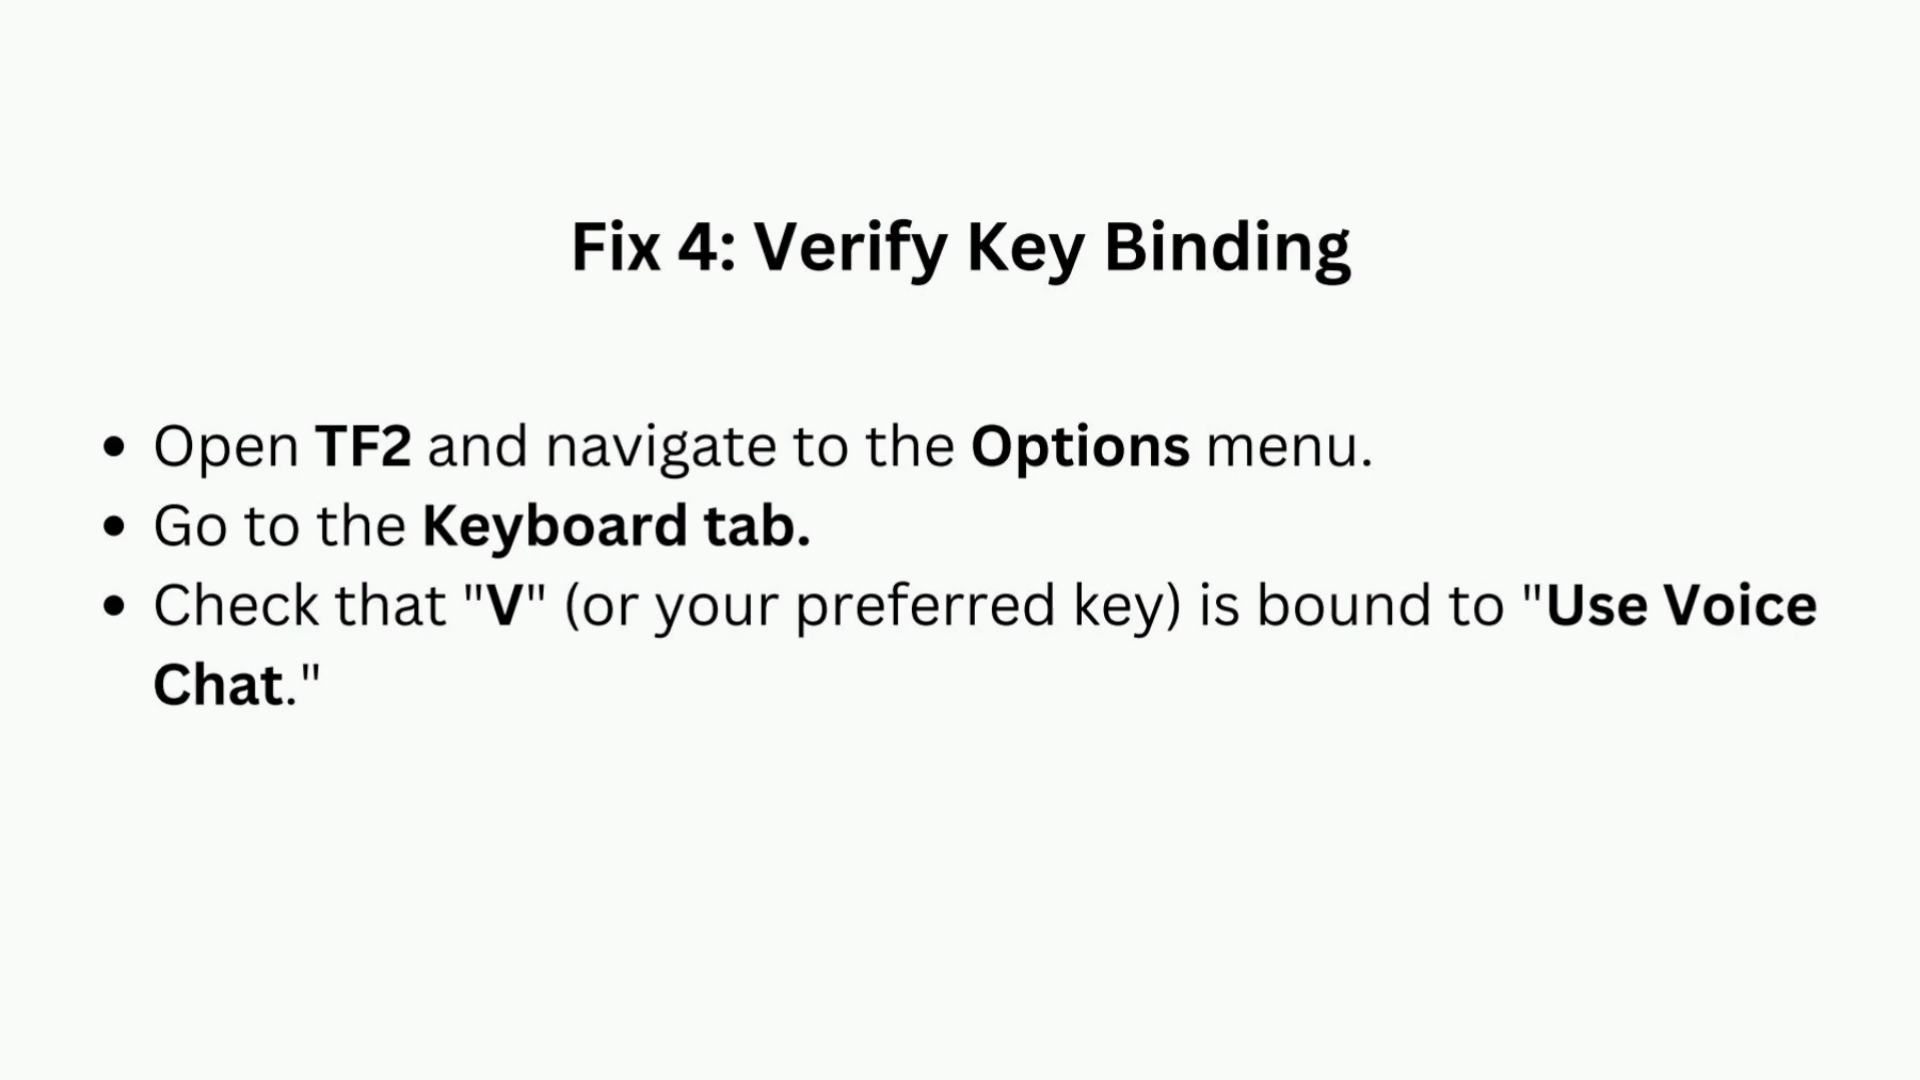 Fix 4: Verify Key Binding
• Open TF2 and navigate to the Options menu.
• Go to the Keyboard tab.
• Check that "V" (or your preferred key) is bound to "Use Voice
Chat."